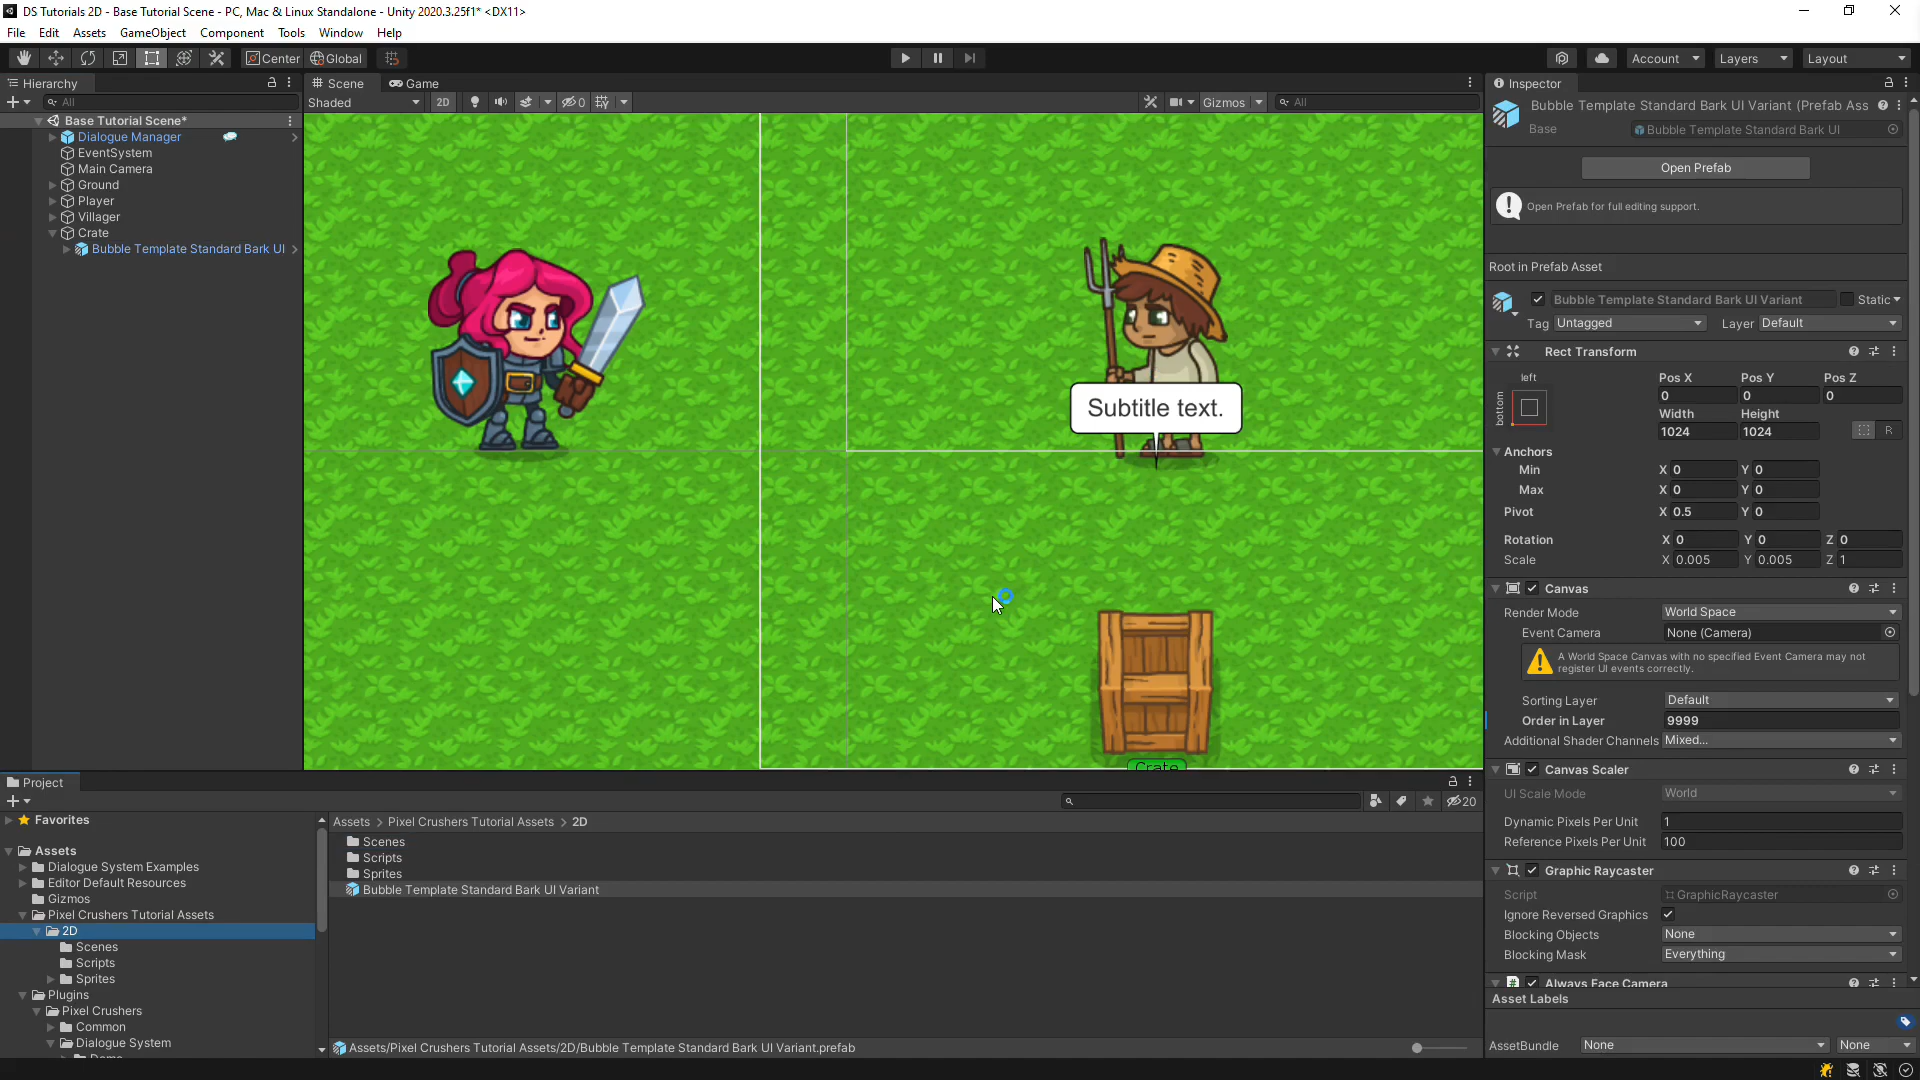 DS Tutorials 2D - Base Tutorial Scene - PC, Mac & Linux Standalone - Unity 2020.3.25f1* <DX11>
File Edit Assets GameObject Component Tools Window Help
Center Global Account Layers Layout
Hierarchy
All
Base Tutorial Scene*
Dialogue Manager
EventSystem
Main Camera
Ground
Player
Villager
Crate
Bubble Template Standard Bark UI
Scene Game
Shaded 2D 0 Gizmos All
Subtitle text.
Crate
Inspector
Bubble Template Standard Bark UI Variant (Prefab Ass
Base Bubble Template Standard Bark UI
Open Prefab
Open Prefab for full editing support.
Root in Prefab Asset
Bubble Template Standard Bark UI Variant Static
Tag Untagged Layer Default
Rect Transform
left
bottom
Pos X Pos Y Pos Z
0 0 0
Width Height
1024 1024 R
Anchors
Min X 0 Y 0
Max X 0 Y 0
Pivot X 0.5 Y 0
Rotation X 0 Y 0 Z 0
Scale X 0.005 Y 0.005 Z 1
Canvas
Render Mode World Space
Event Camera None (Camera)
A World Space Canvas with no specified Event Camera may not
register UI events correctly.
Sorting Layer Default
Order in Layer 9999
Additional Shader Channels Mixed...
Canvas Scaler
UI Scale Mode World
Dynamic Pixels Per Unit 1
Reference Pixels Per Unit 100
Graphic Raycaster
Script GraphicRaycaster
Ignore Reversed Graphics
Blocking Objects None
Blocking Mask Everything
Always Face Camera
Asset Labels
AssetBundle None None
Project
20
Favorites
Assets
Dialogue System Examples
Editor Default Resources
Gizmos
Pixel Crushers Tutorial Assets
2D
Scenes
Scripts
Sprites
Plugins
Pixel Crushers
Common
Dialogue System
Demo
Assets > Pixel Crushers Tutorial Assets > 2D
Scenes
Scripts
Sprites
Bubble Template Standard Bark UI Variant
Assets/Pixel Crushers Tutorial Assets/2D/Bubble Template Standard Bark UI Variant.prefab